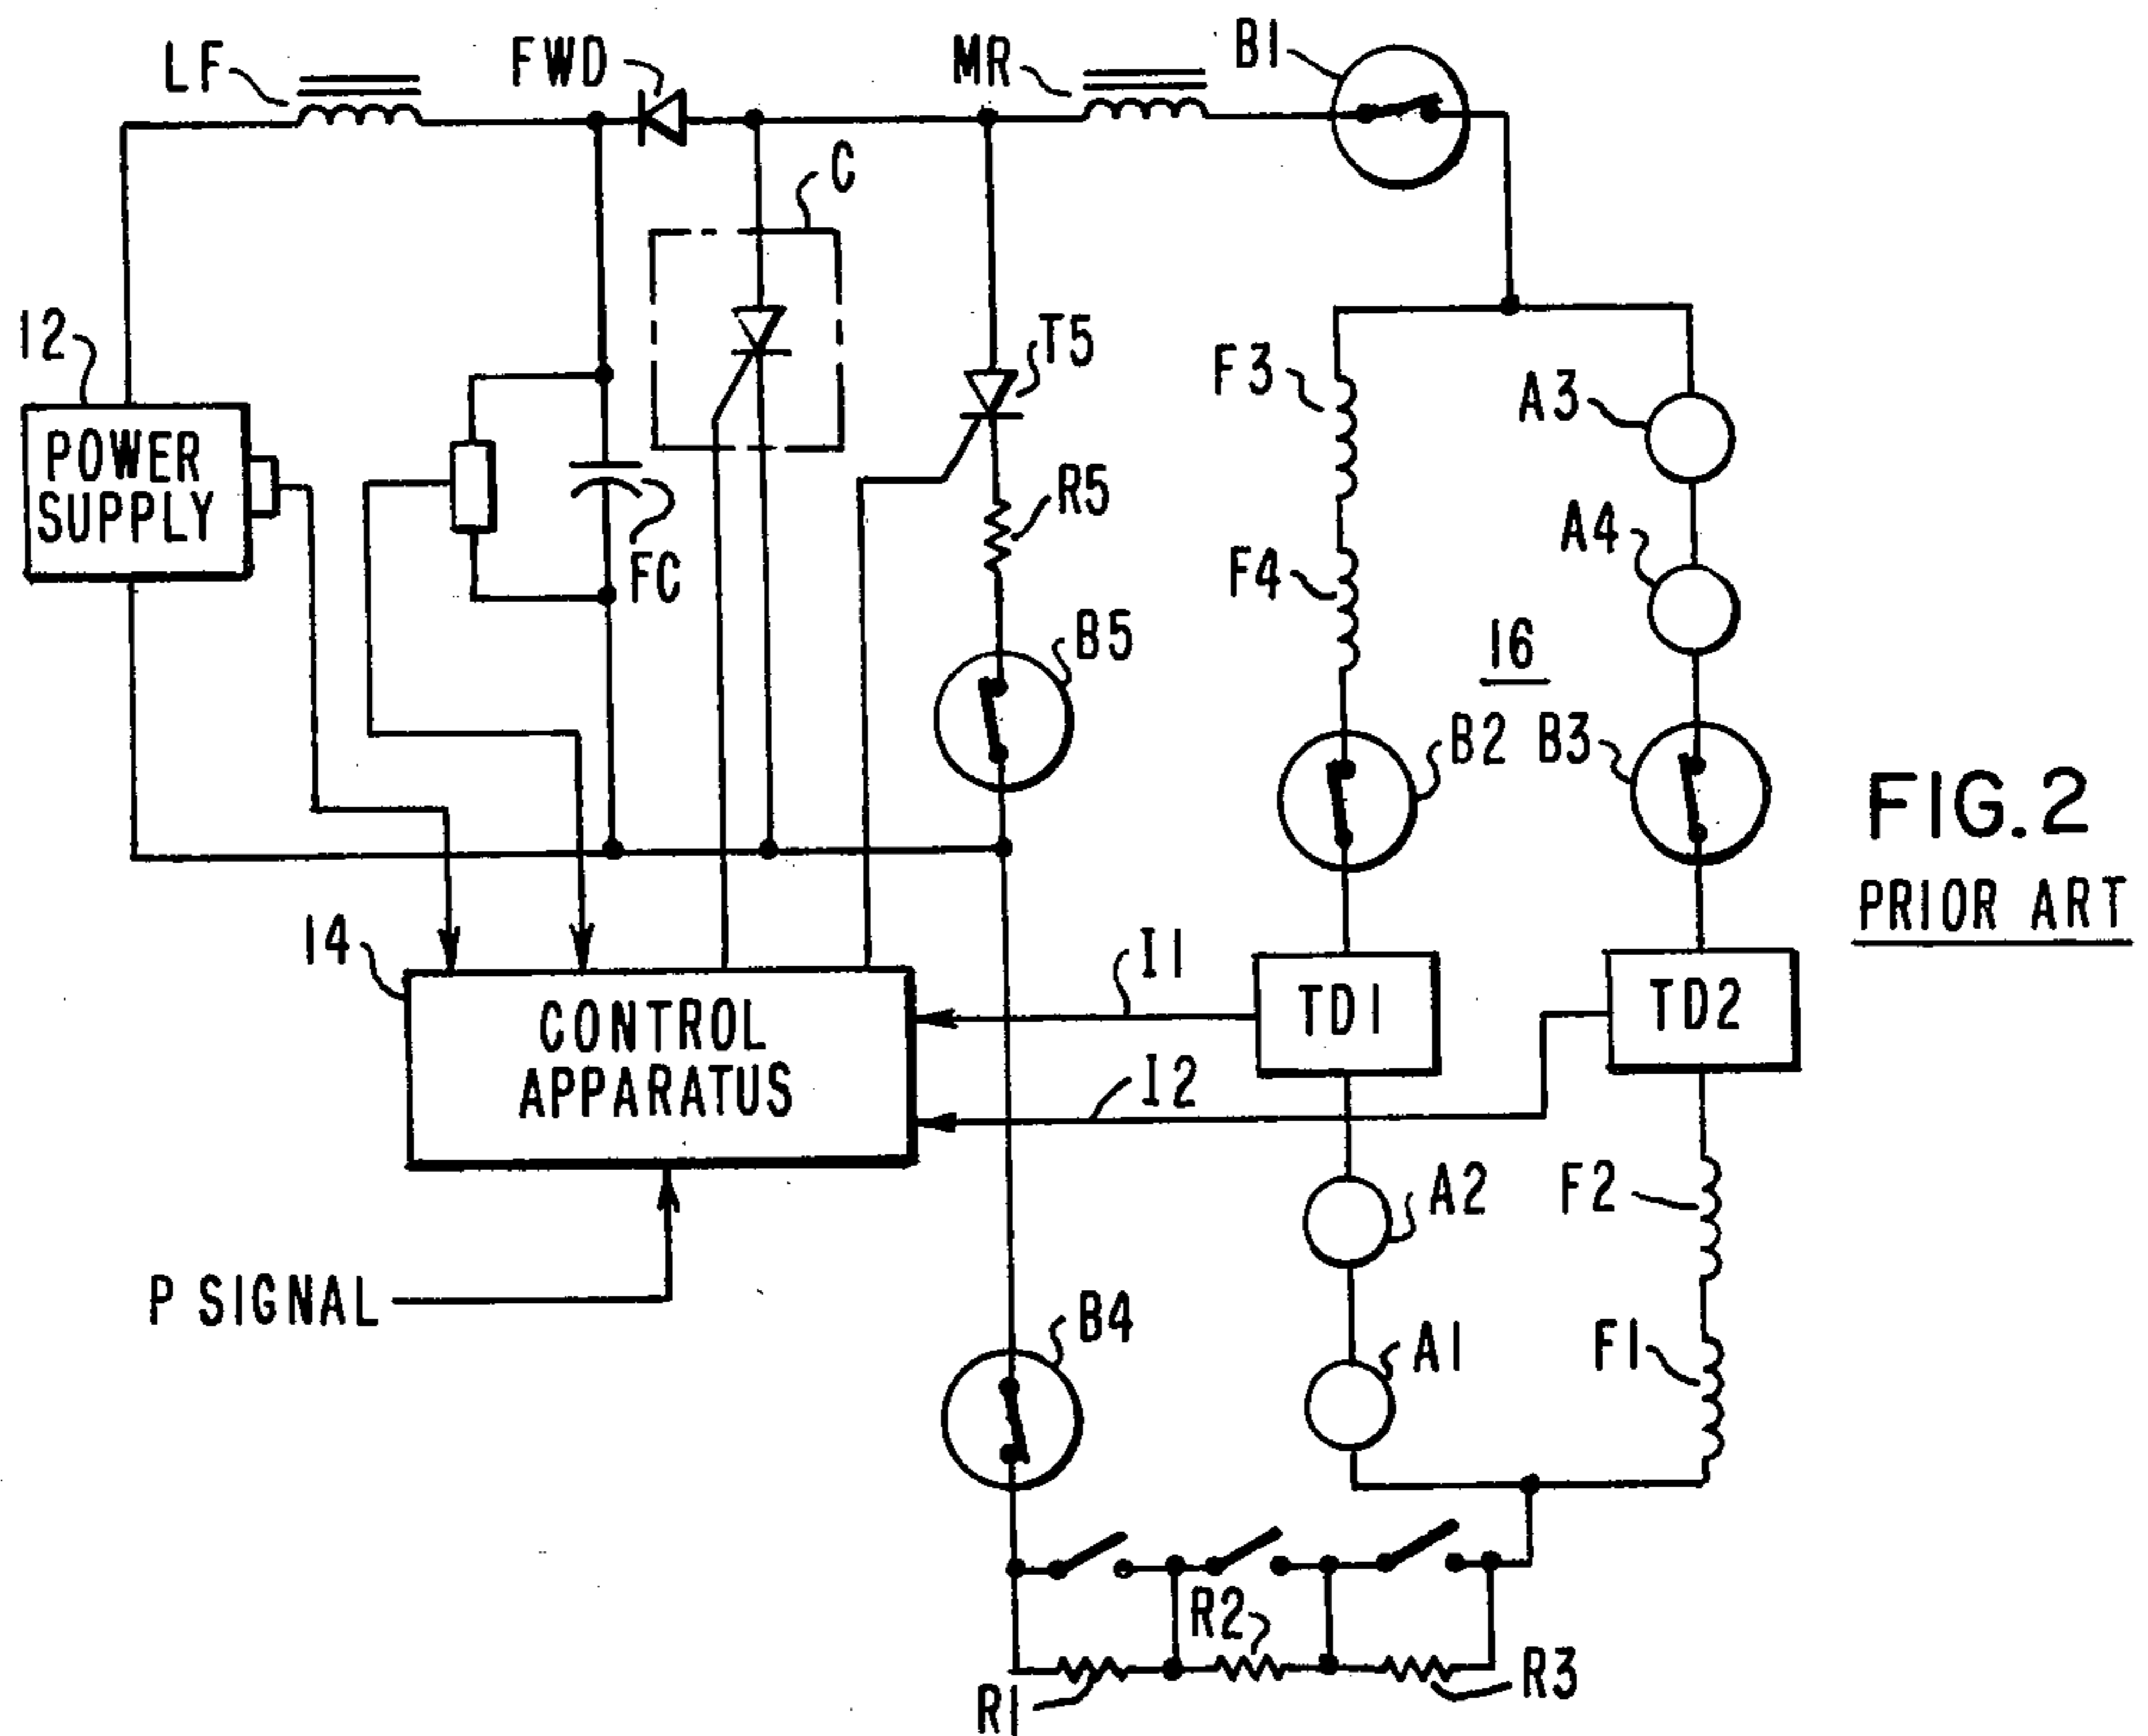 LF
FWD
MR
B1
C
12
POWER
SUPPLY
T5
F3
A3
R5
A4
FC
F4
B5
16
B2
B3
FIG. 2
PRIOR ART
14
I1
CONTROL
APPARATUS
TD1
TD2
I2
A2
F2
P SIGNAL
B4
A1
F1
R2
R1
R3